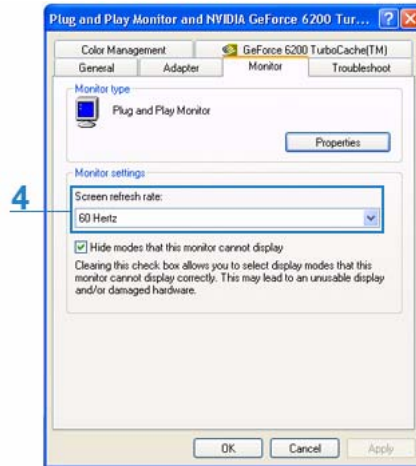 Plug and Play Monitor and NVIDIA GeForce 6200 Tur...
Color Management
GeForce 6200 TurboCache(TM)
General
Adapter
Monitor
Troubleshoot
Monitor type
Plug and Play Monitor
Properties
Monitor settings
4
Screen refresh rate:
60 Hertz
Hide modes that this monitor cannot display
Clearing this check box allows you to select display modes that this
monitor cannot display correctly. This may lead to an unusable display
and/or damaged hardware.
OK
Cancel
Apply